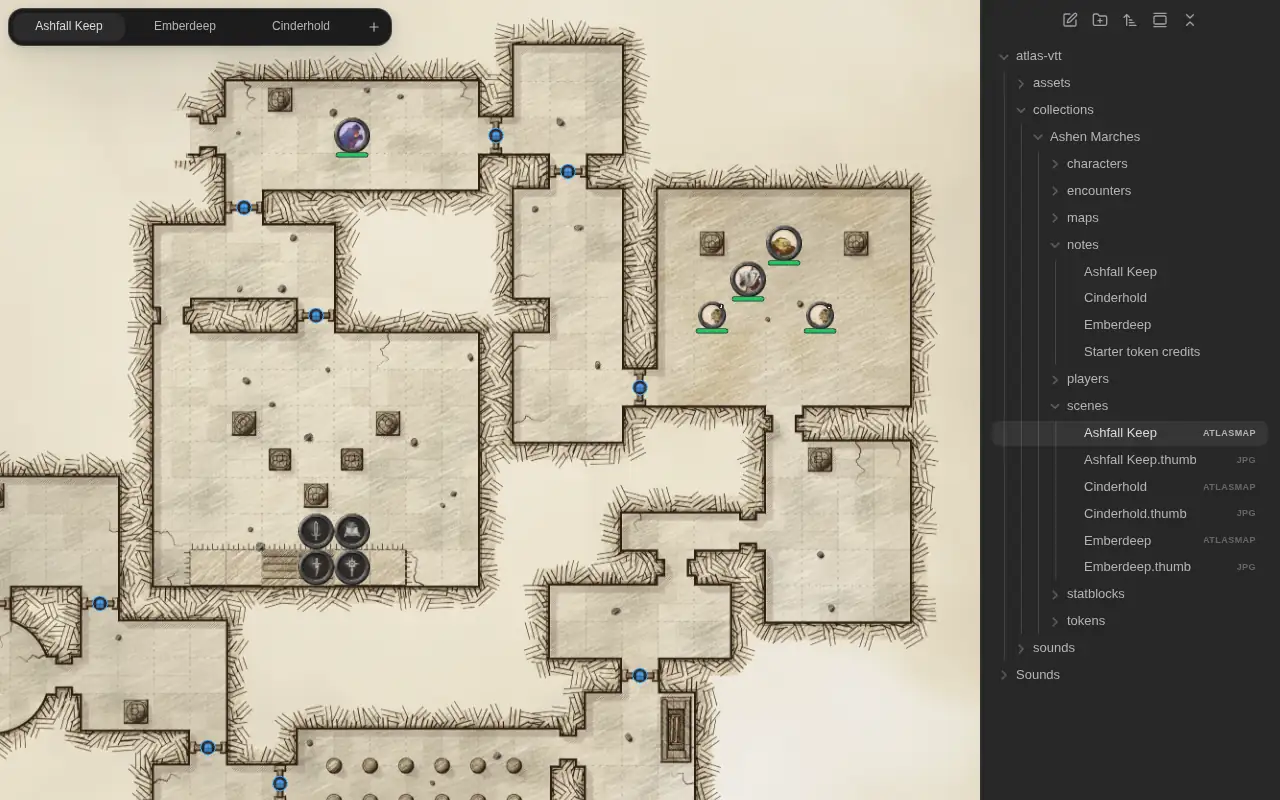 Ashfall Keep
Emberdeep
Cinderhold
atlas-vtt
assets
collections
Ashen Marches
characters
encounters
maps
notes
Ashfall Keep
Cinderhold
Emberdeep
Starter token credits
players
scenes
Ashfall Keep ATLASMAP
Ashfall Keep.thumb JPG
Cinderhold ATLASMAP
Cinderhold.thumb JPG
Emberdeep ATLASMAP
Emberdeep.thumb JPG
statblocks
tokens
sounds
Sounds